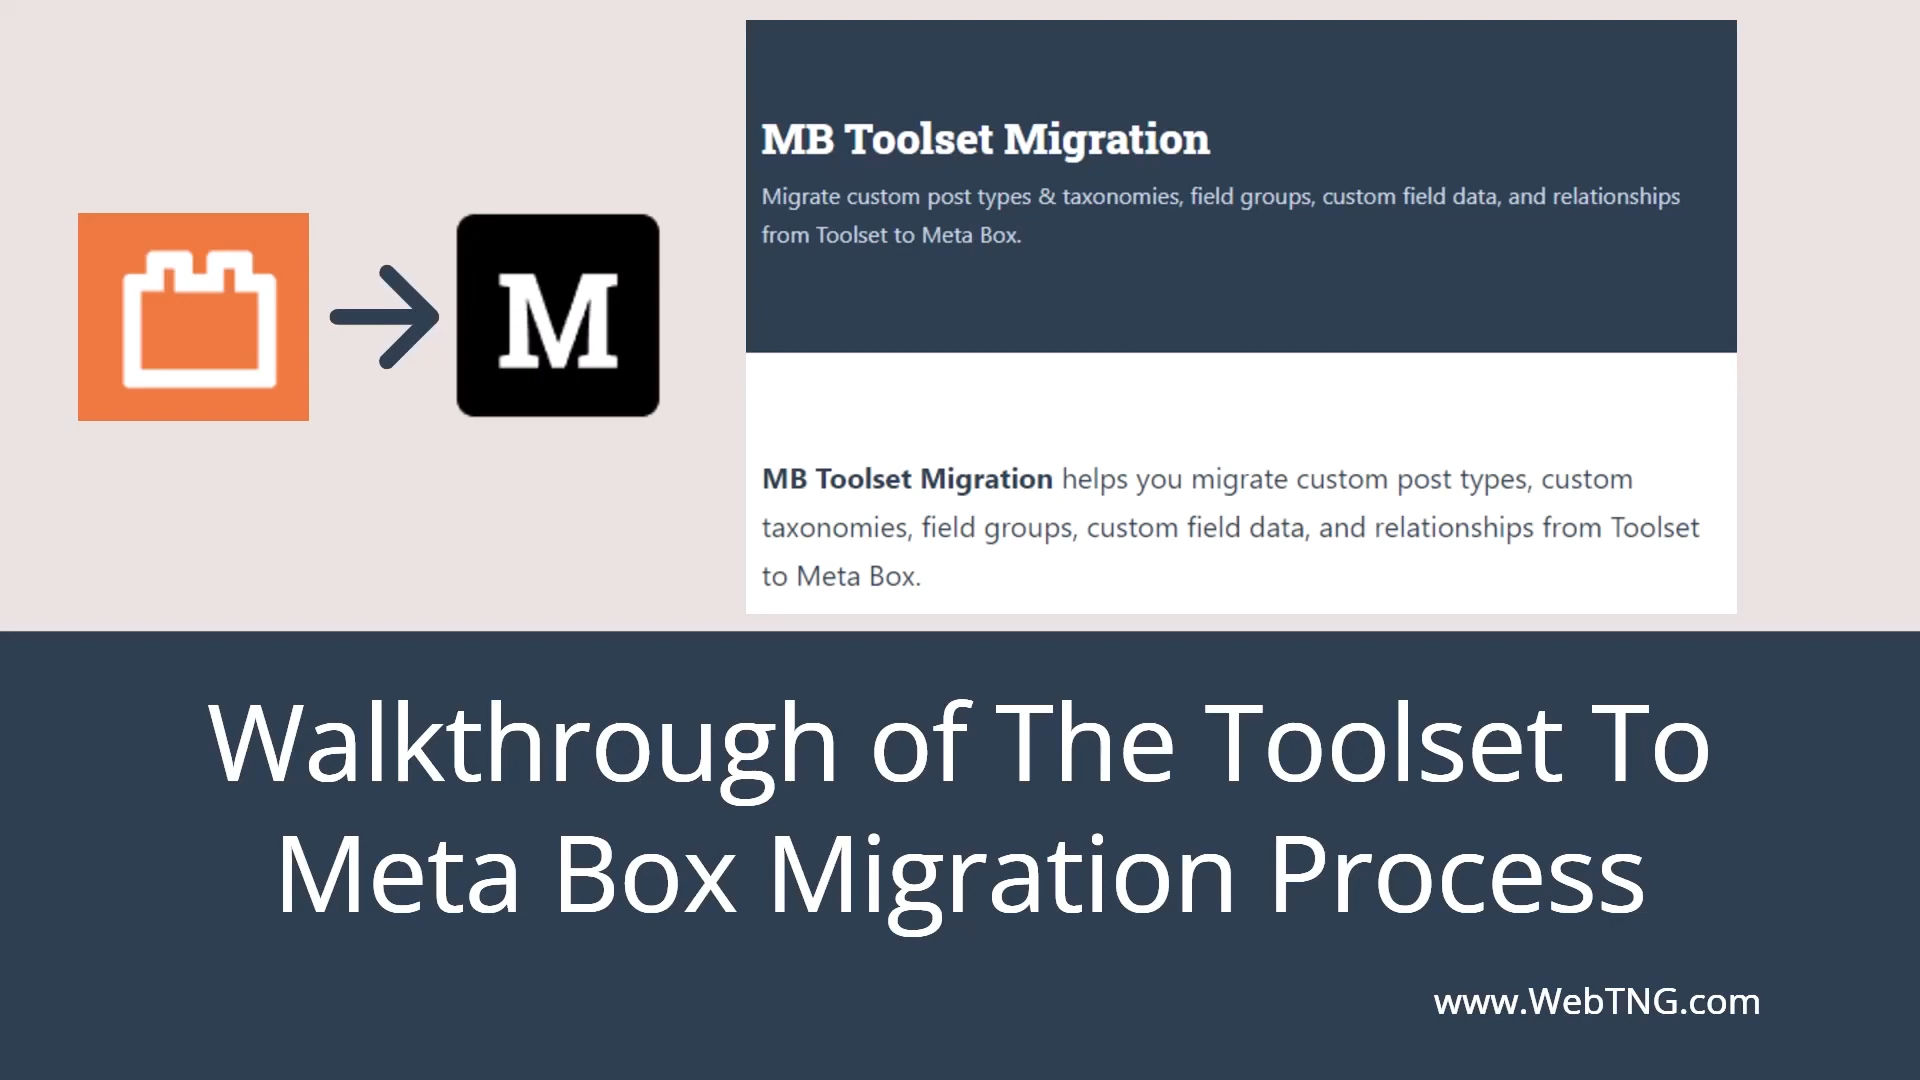 MB Toolset Migration
Migrate custom post types & taxonomies, field groups, custom field data, and relationships
from Toolset to Meta Box.
M
MB Toolset Migration helps you migrate custom post types, custom
taxonomies, field groups, custom field data, and relationships from Toolset
to Meta Box.
Walkthrough of The Toolset To
Meta Box Migration Process
www.WebTNG.com